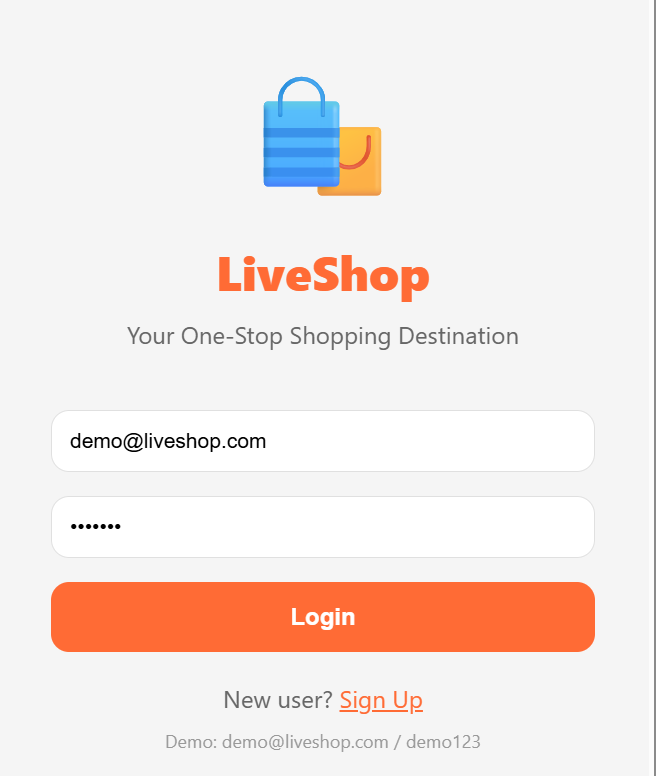 LiveShop
Your One-Stop Shopping Destination
demo@liveshop.com
•••••••
Login
New user? Sign Up
Demo: demo@liveshop.com / demo123